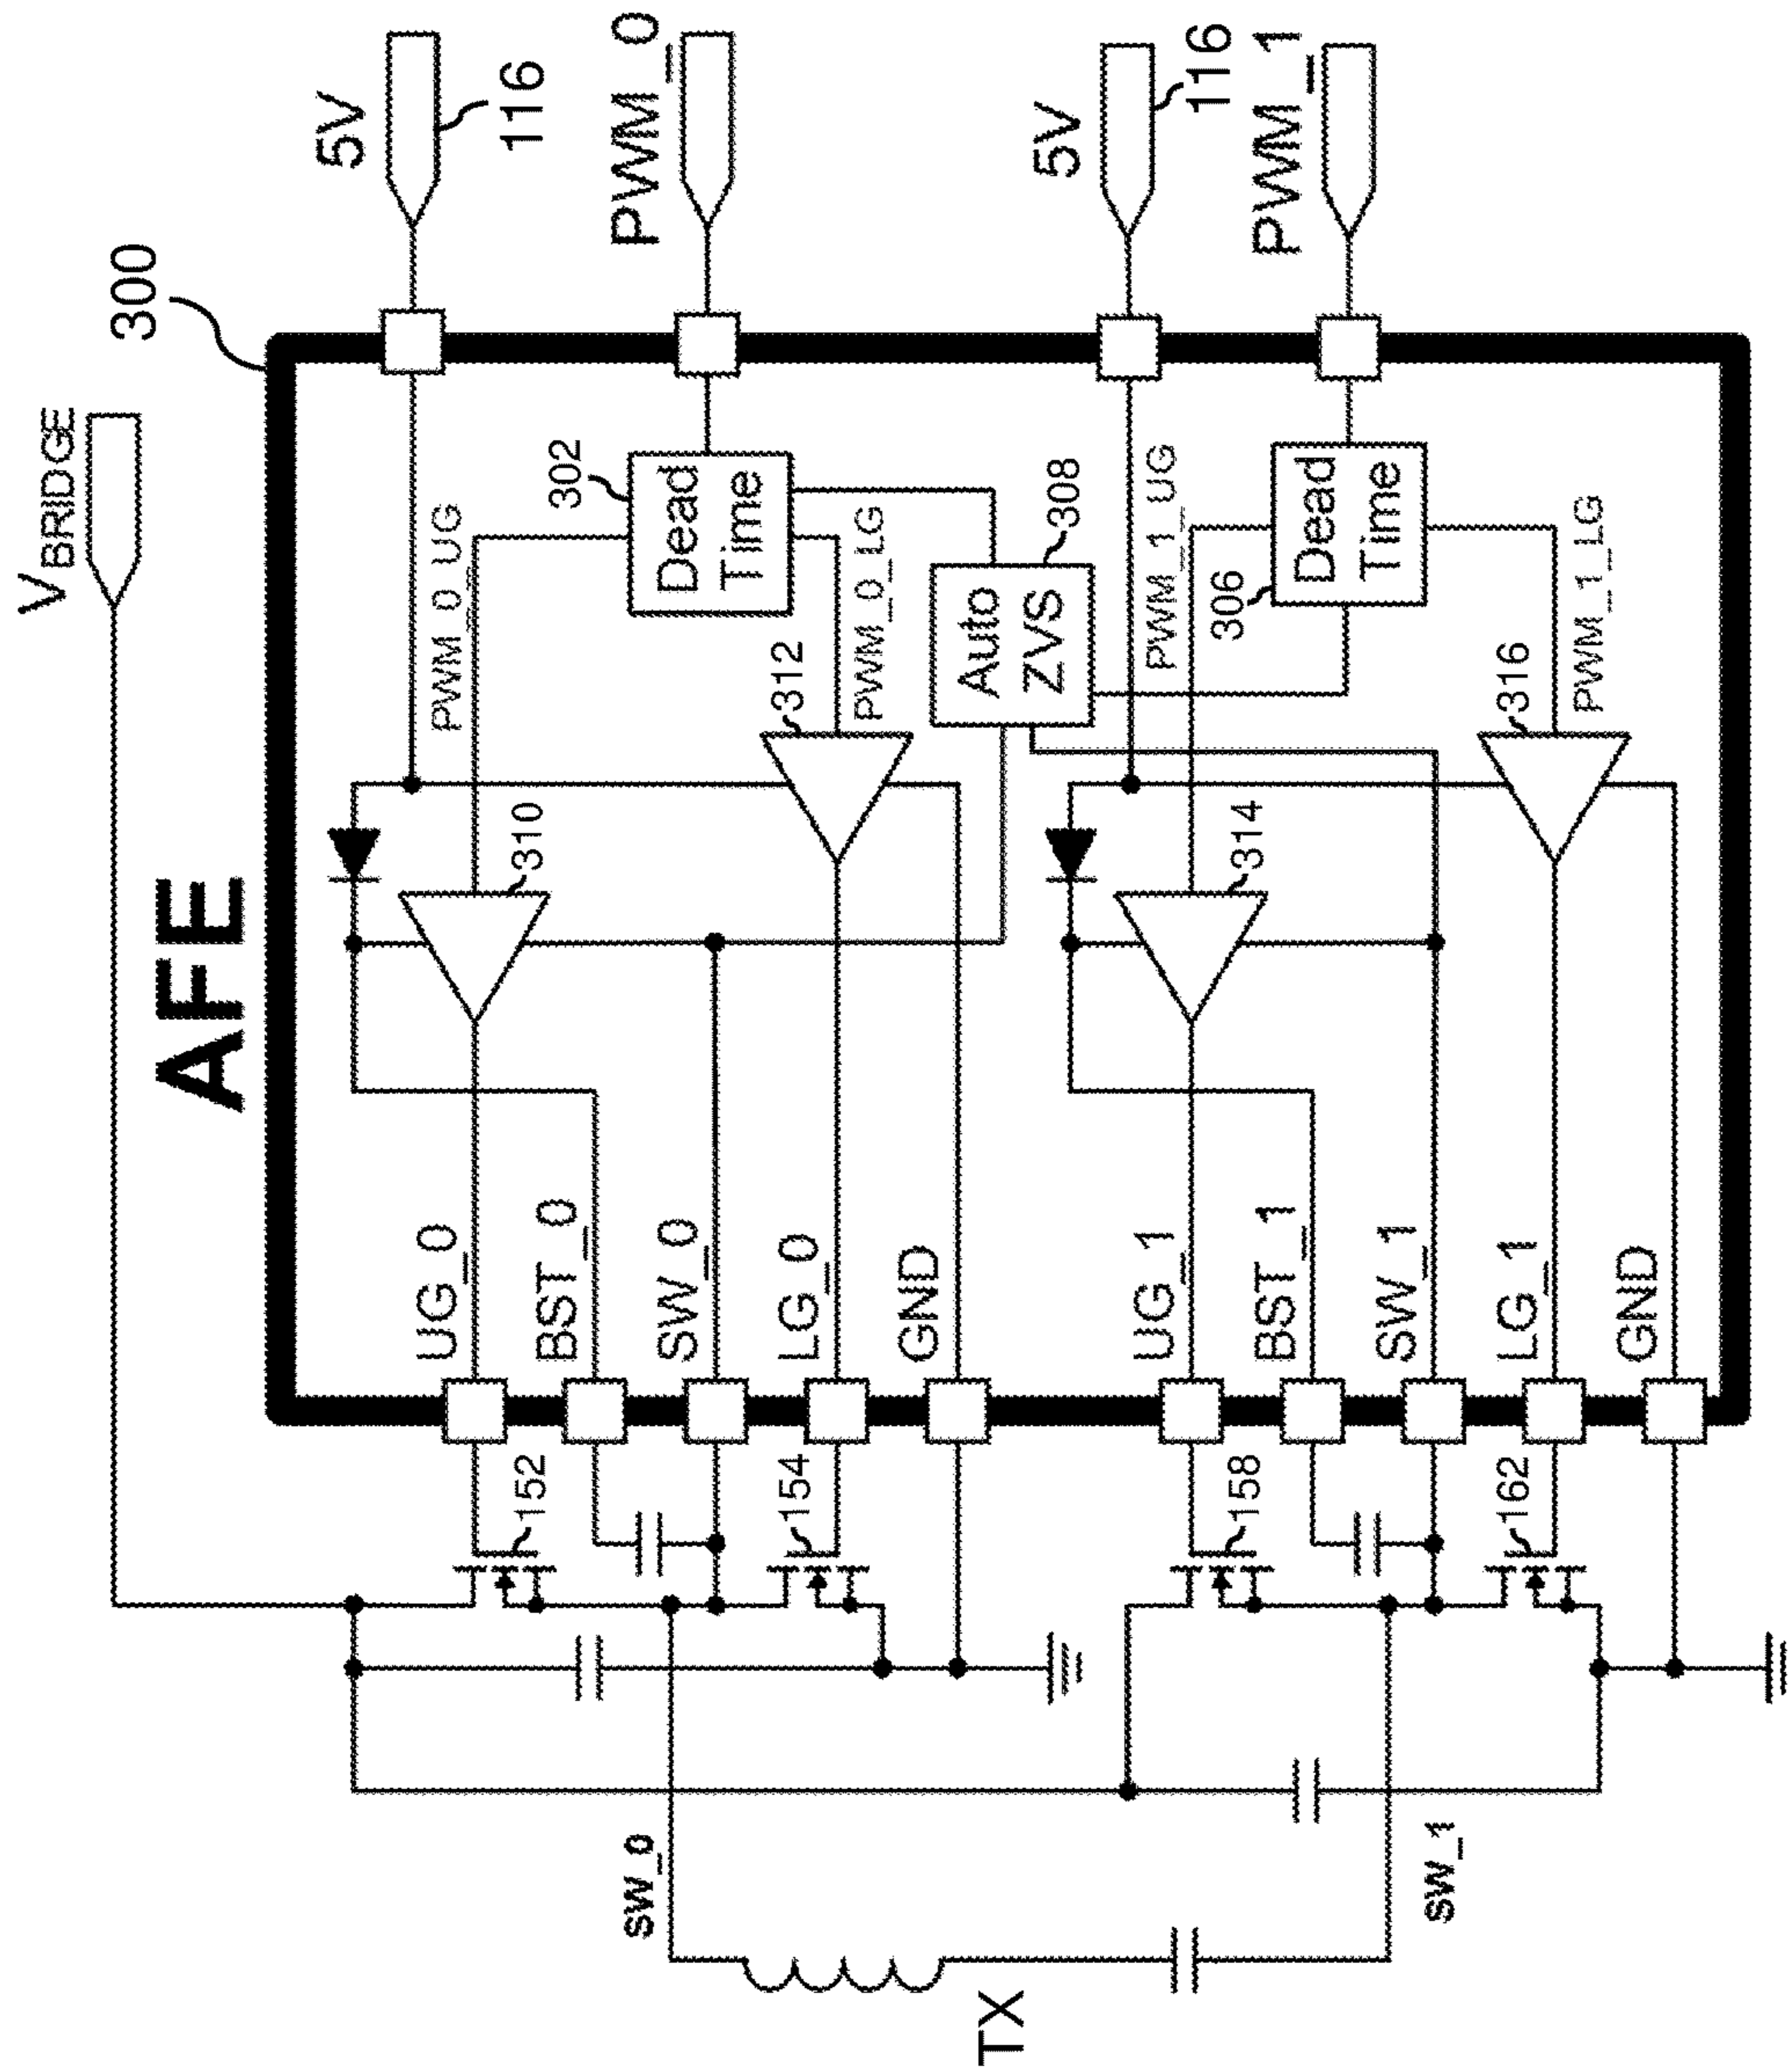 AFE
300
V_BRIDGE
5V
116
PWM_0
5V
116
PWM_1
PWM_0_UG
302
Dead
Time
PWM_0_LG
312
310
Auto
ZVS
308
PWM_1_UG
306
Dead
Time
PWM_1_LG
316
314
UG_0
BST_0
SW_0
LG_0
GND
UG_1
BST_1
SW_1
LG_1
GND
152
154
158
162
SW_0
SW_1
TX